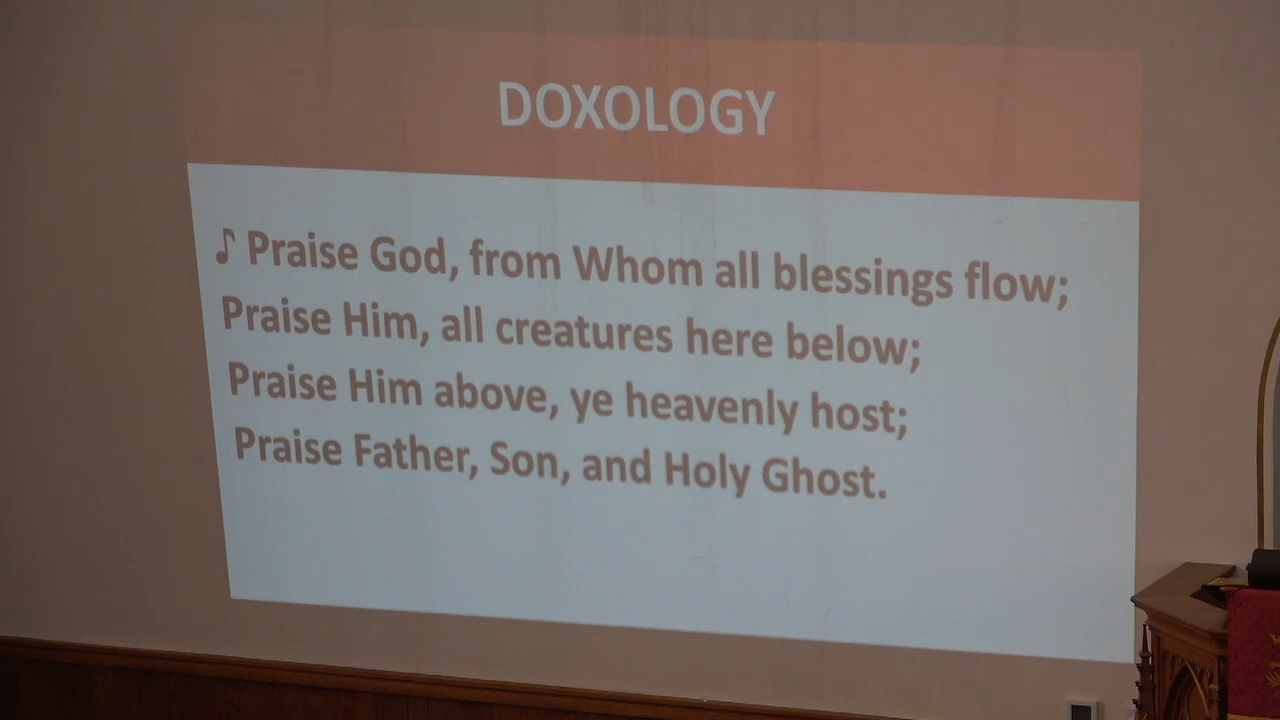 DOXOLOGY
♪ Praise God, from Whom all blessings flow;
Praise Him, all creatures here below;
Praise Him above, ye heavenly host;
Praise Father, Son, and Holy Ghost.